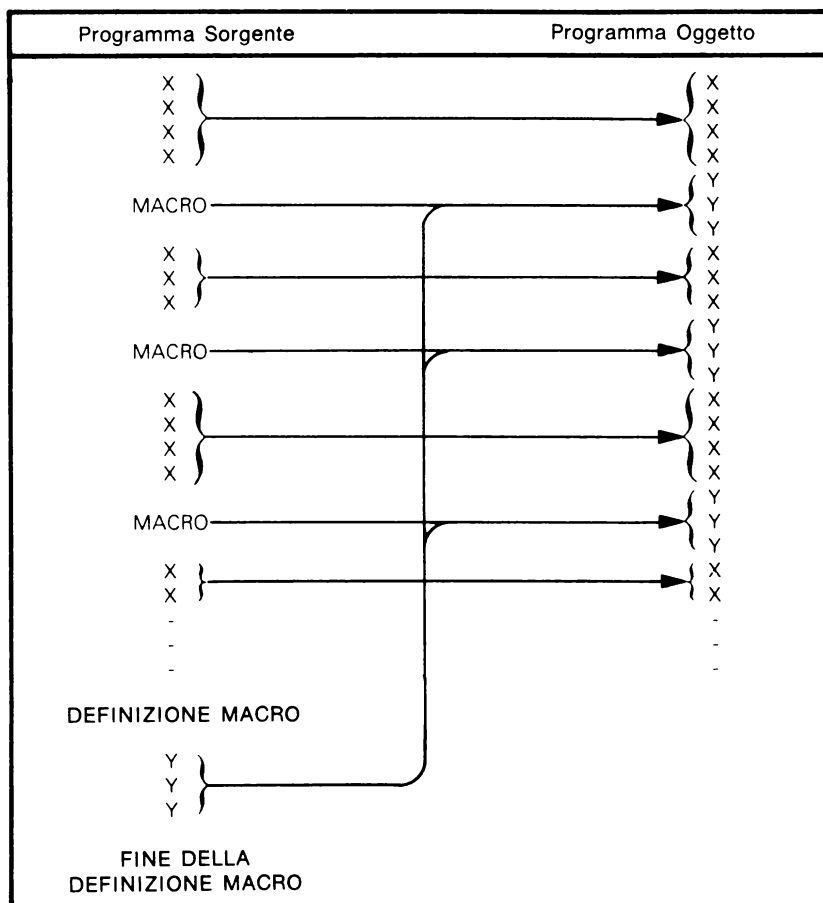 Programma Sorgente Programma Oggetto
X X
X X
X X
X X
MACRO Y
Y
Y
X X
X X
X X
MACRO Y
Y
Y
X X
X X
X X
X X
MACRO Y
Y
Y
X X
X X
- -
- -
- -
DEFINIZIONE MACRO
Y
Y
Y
FINE DELLA
DEFINIZIONE MACRO